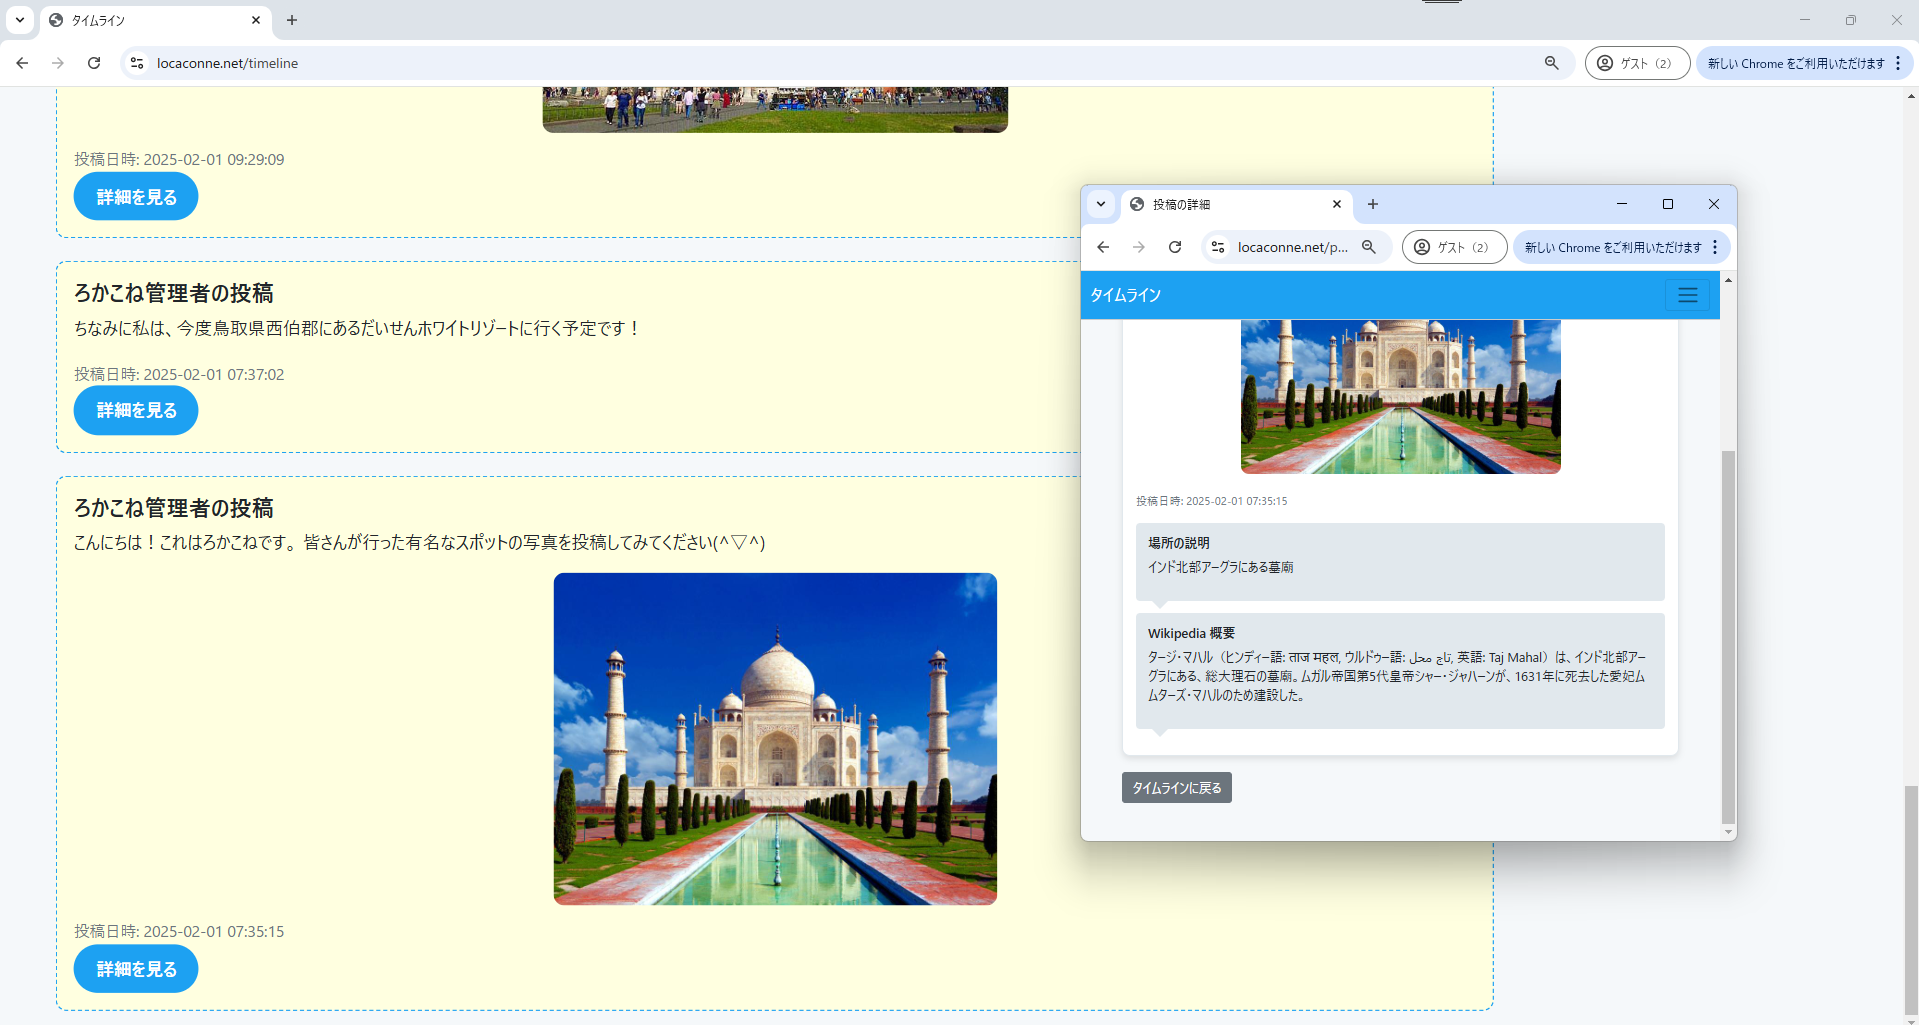 タイムライン
locaconne.net/timeline
ゲスト（2）
新しい Chrome をご利用いただけます
投稿日時: 2025-02-01 09:29:09
詳細を見る
ろかこね管理者の投稿
ちなみに私は、今度鳥取県西伯郡にあるだいせんホワイトリゾートに行く予定です！
投稿日時: 2025-02-01 07:37:02
詳細を見る
ろかこね管理者の投稿
こんにちは！これはろかこねです。 皆さんが行った有名なスポットの写真を投稿してみてください(^▽^)
投稿日時: 2025-02-01 07:35:15
詳細を見る
投稿の詳細
locaconne.net/p...
ゲスト（2）
新しい Chrome をご利用いただけます
タイムライン
投稿日時: 2025-02-01 07:35:15
場所の説明
インド北部アーグラにある墓廟
Wikipedia 概要
タージ・マハル（ヒンディー語: ताज महल, ウルドゥー語: تاج محل, 英語: Taj Mahal）は、インド北部アー
グラにある、総大理石の墓廟。ムガル帝国第5代皇帝シャー・ジャハーンが、1631年に死去した愛妃ム
ムターズ・マハルのため建設した。
タイムラインに戻る